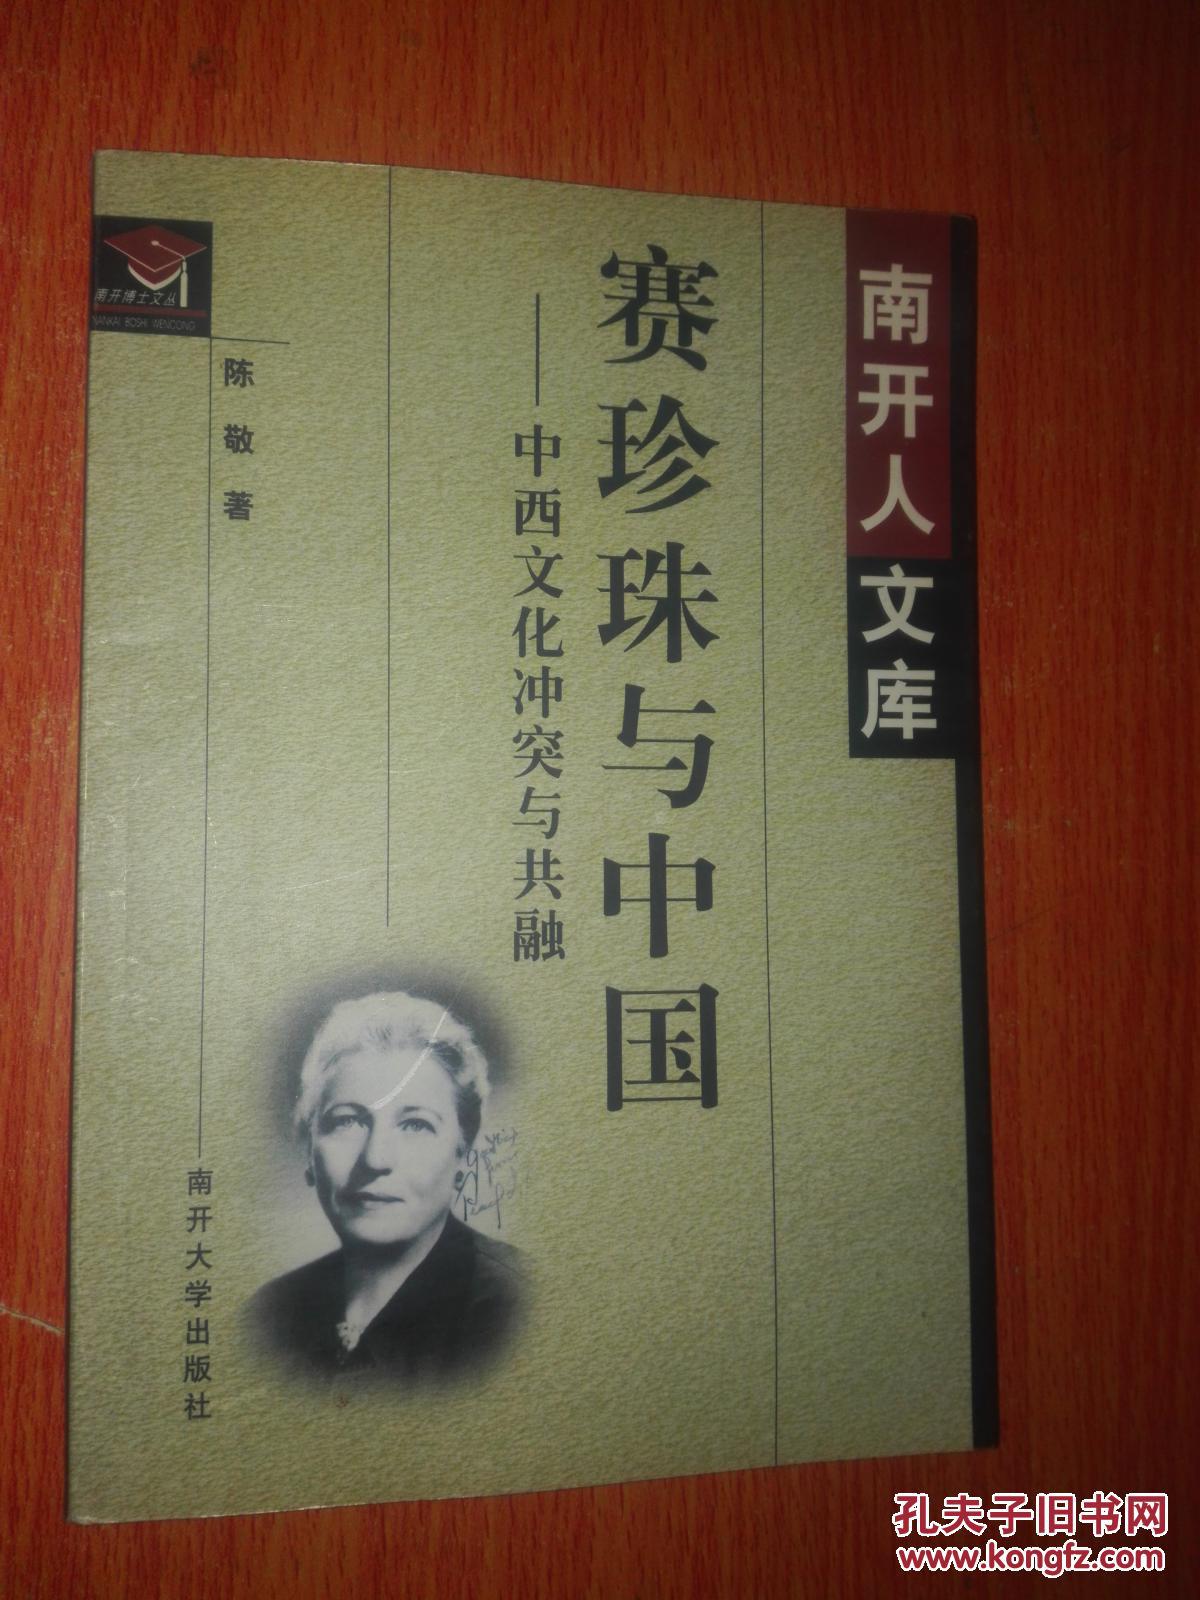 南开人文库
赛珍珠与中国
——中西文化冲突与共融
南开博士文丛
NANKAI BOSHI WENCONG
陈敬著
南开大学出版社
孔夫子旧书网
www.kongfz.com